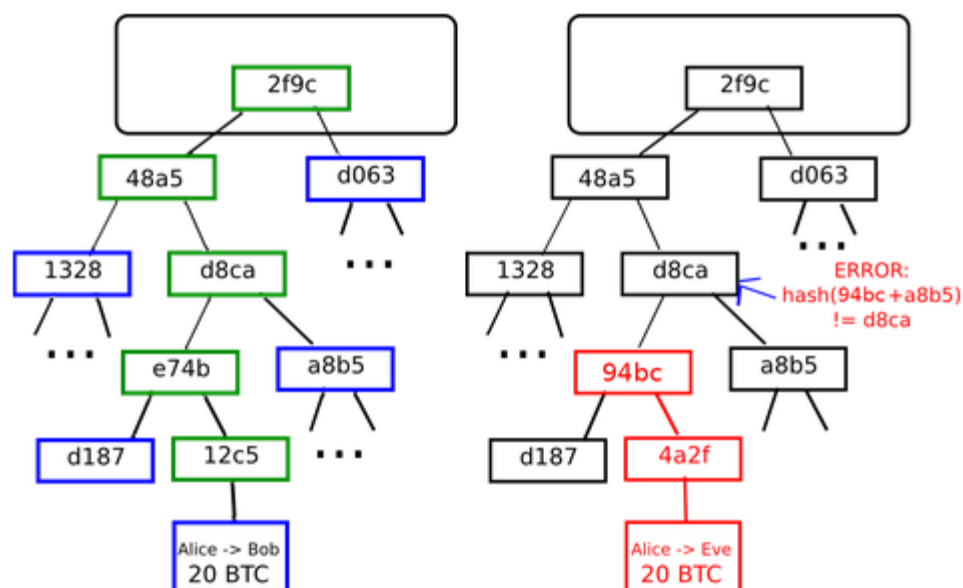 2f9c
48a5
d063
1328
d8ca
...
...
e74b
a8b5
d187
12c5
...
Alice -> Bob
20 BTC
2f9c
48a5
d063
1328
d8ca
...
ERROR:
hash(94bc+a8b5)
!= d8ca
...
94bc
a8b5
d187
4a2f
Alice -> Eve
20 BTC